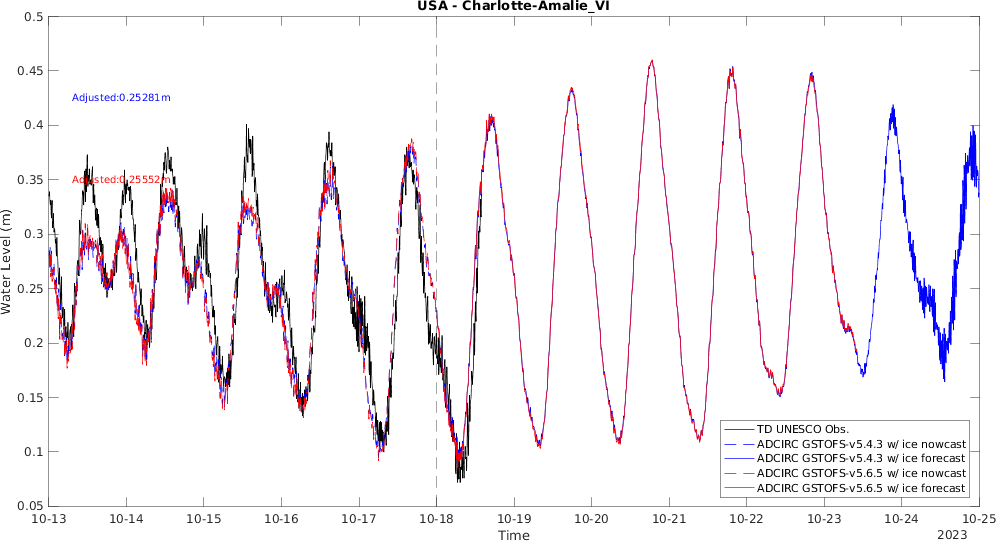 USA - Charlotte-Amalie_VI
0.5
0.45
0.4
0.35
0.3
0.25
0.2
0.15
0.1
0.05
Water Level (m)
Adjusted:0.25281m
Adjusted:0.25552m
TD UNESCO Obs.
ADCIRC GSTOFS-v5.4.3 w/ ice nowcast
ADCIRC GSTOFS-v5.4.3 w/ ice forecast
ADCIRC GSTOFS-v5.6.5 w/ ice nowcast
ADCIRC GSTOFS-v5.6.5 w/ ice forecast
10-13 10-14 10-15 10-16 10-17 10-18 10-19 10-20 10-21 10-22 10-23 10-24 10-25
Time
2023